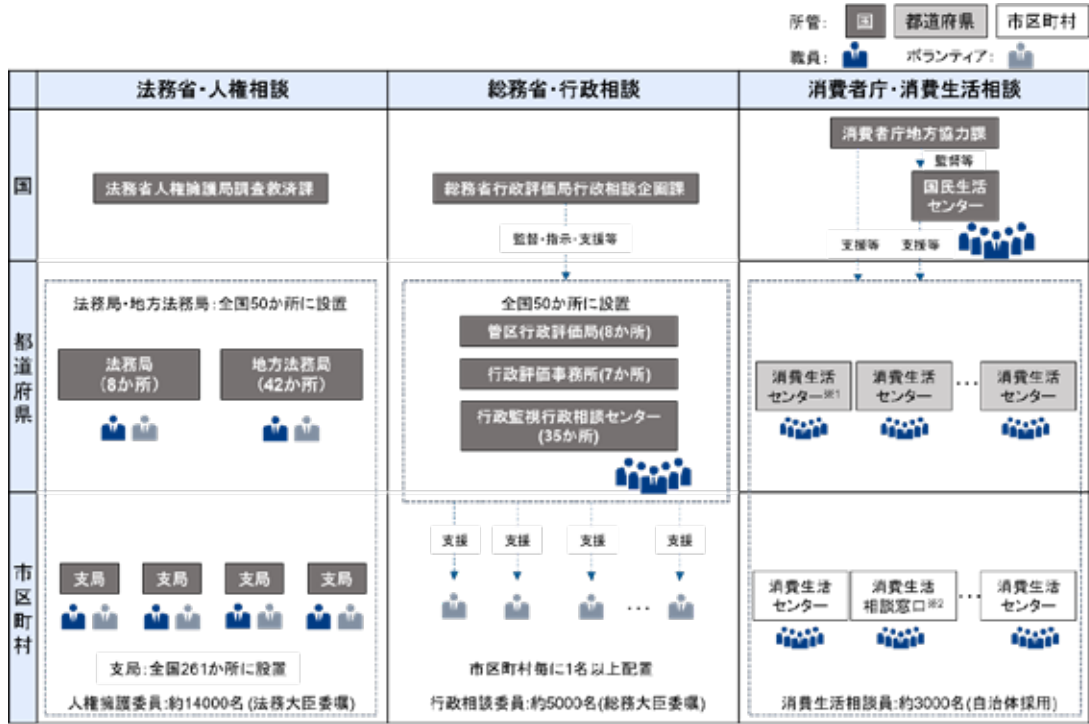 所管: 国 都道府県 市区町村
職員: ボランティア:
法務省・人権相談 総務省・行政相談 消費者庁・消費生活相談
国
法務省人権擁護局調査救済課
総務省行政評価局行政相談企画課
監督・指示・支援等
消費者庁地方協力課
監督等
国民生活
センター
支援等 支援等
都道府県
法務局・地方法務局:全国50か所に設置
法務局
(8か所)
地方法務局
(42か所)
全国50か所に設置
管区行政評価局(8か所)
行政評価事務所(7か所)
行政監視行政相談センター
(35か所)
消費生活
センター※1
消費生活
センター
…
消費生活
センター
市区町村
支局 支局 支局 支局
支局:全国261か所に設置
人権擁護委員:約14000名(法務大臣委嘱)
支援 支援 支援 支援
…
市区町村毎に1名以上配置
行政相談委員:約5000名(総務大臣委嘱)
消費生活
センター
消費生活
相談窓口※2
…
消費生活
センター
消費生活相談員:約3000名(自治体採用)